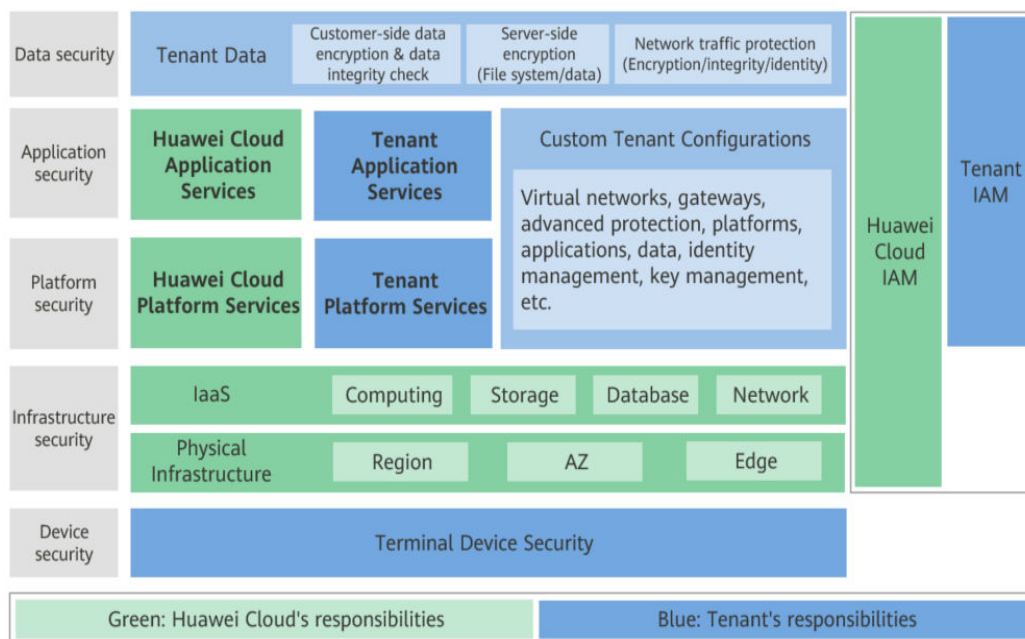 Data security
Tenant Data
Customer-side data
encryption & data
integrity check
Server-side
encryption
(File system/data)
Network traffic protection
(Encryption/integrity/identity)
Application
security
Huawei Cloud
Application
Services
Tenant
Application
Services
Custom Tenant Configurations
Virtual networks, gateways,
advanced protection, platforms,
applications, data, identity
management, key management,
etc.
Platform
security
Huawei Cloud
Platform Services
Tenant
Platform Services
Huawei
Cloud
IAM
Tenant
IAM
Infrastructure
security
IaaS
Computing
Storage
Database
Network
Physical
Infrastructure
Region
AZ
Edge
Device
security
Terminal Device Security
Green: Huawei Cloud's responsibilities
Blue: Tenant's responsibilities